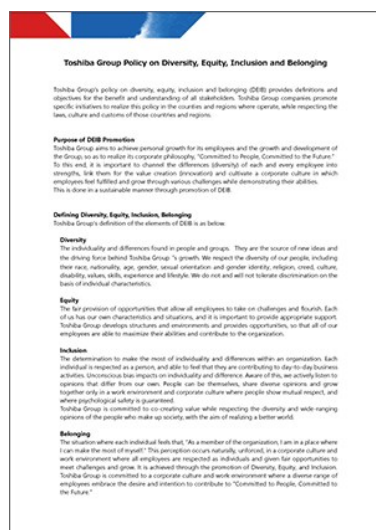 Toshiba Group Policy on Diversity, Equity, Inclusion and Belonging
Toshiba Group's policy on diversity, equity, inclusion and belonging (DEIB) provides definitions and
objectives for the benefit and understanding of all stakeholders. Toshiba Group companies promote
specific initiatives to realize this policy in the countries and regions where operate, while respecting the
laws, culture and customs of those countries and regions.
Purpose of DEIB Promotion
Toshiba Group aims to achieve personal growth for its employees and the growth and development of
the Group, so as to realize its corporate philosophy, "Committed to People, Committed to the Future."
To this end, it is important to channel the differences (diversity) of each and every employee into
strengths, link them for the value creation (innovation) and cultivate a corporate culture in which
employees feel fulfilled and grow through various challenges while demonstrating their abilities.
This is done in a sustainable manner through promotion of DEIB.
Defining Diversity, Equity, Inclusion, Belonging
Toshiba Group's definition of the elements of DEIB is as below.
Diversity
The individuality and differences found in people and groups. They are the source of new ideas and
the driving force behind Toshiba Group 's growth. We respect the diversity of our people, including
their race, nationality, age, gender, sexual orientation and gender identity, religion, creed, culture,
disability, values, skills, experience and lifestyle. We do not and will not tolerate discrimination on the
basis of individual characteristics.
Equity
The fair provision of opportunities that allow all employees to take on challenges and flourish. Each
of us has our own characteristics and situations, and it is important to provide appropriate support.
Toshiba Group develops structures and environments and provides opportunities, so that all of our
employees are able to maximize their abilities and contribute to the organization.
Inclusion
The determination to make the most of individuality and differences within an organization. Each
individual is respected as a person, and able to feel that they are contributing to day-to-day business
activities. Unconscious bias impacts on individuality and difference. Aware of this, we actively listen to
opinions that differ from our own. People can be themselves, share diverse opinions and grow
together only in a work environment and corporate culture where people show mutual respect, and
where psychological safety is guaranteed.
Toshiba Group is committed to co-creating value while respecting the diversity and wide ranging
opinions of the people who make up society, with the aim of realizing a better world.
Belonging
The situation where each individual feels that, "As a member of the organization, I am in a place where
I can make the most of myself." This perception occurs naturally, unforced, in a corporate culture and
work environment where all employees are respected as individuals and given fair opportunities to
meet challenges and grow. It is achieved through the promotion of Diversity, Equity, and Inclusion.
Toshiba Group is committed to a corporate culture and work environment where a diverse range of
employees embrace the desire and intention to contribute to "Committed to People, Committed to
the Future."